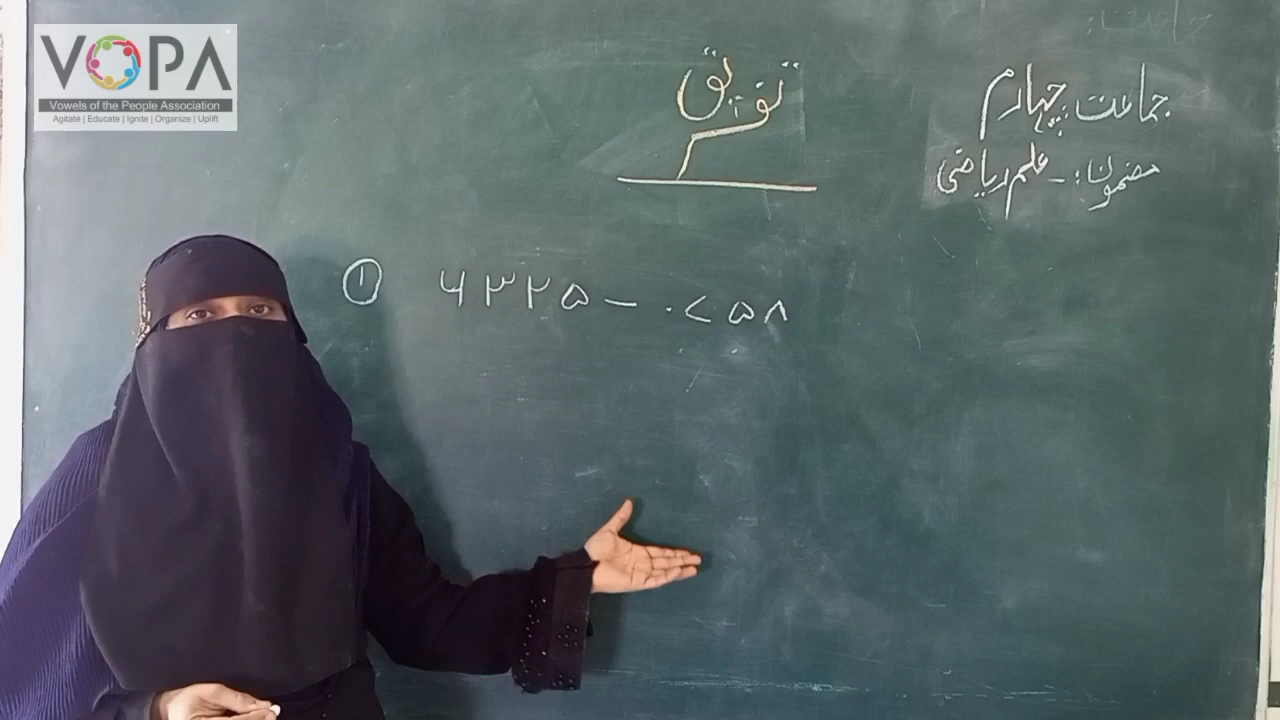 VOPA
Vowels of the People Association
Agitate | Educate | Ignite | Organize | Uplift
تفریق
جماعت: چہارم
مضمون:- علم ریاضی
① ۶۳۲۵ − ۰۷۵۸